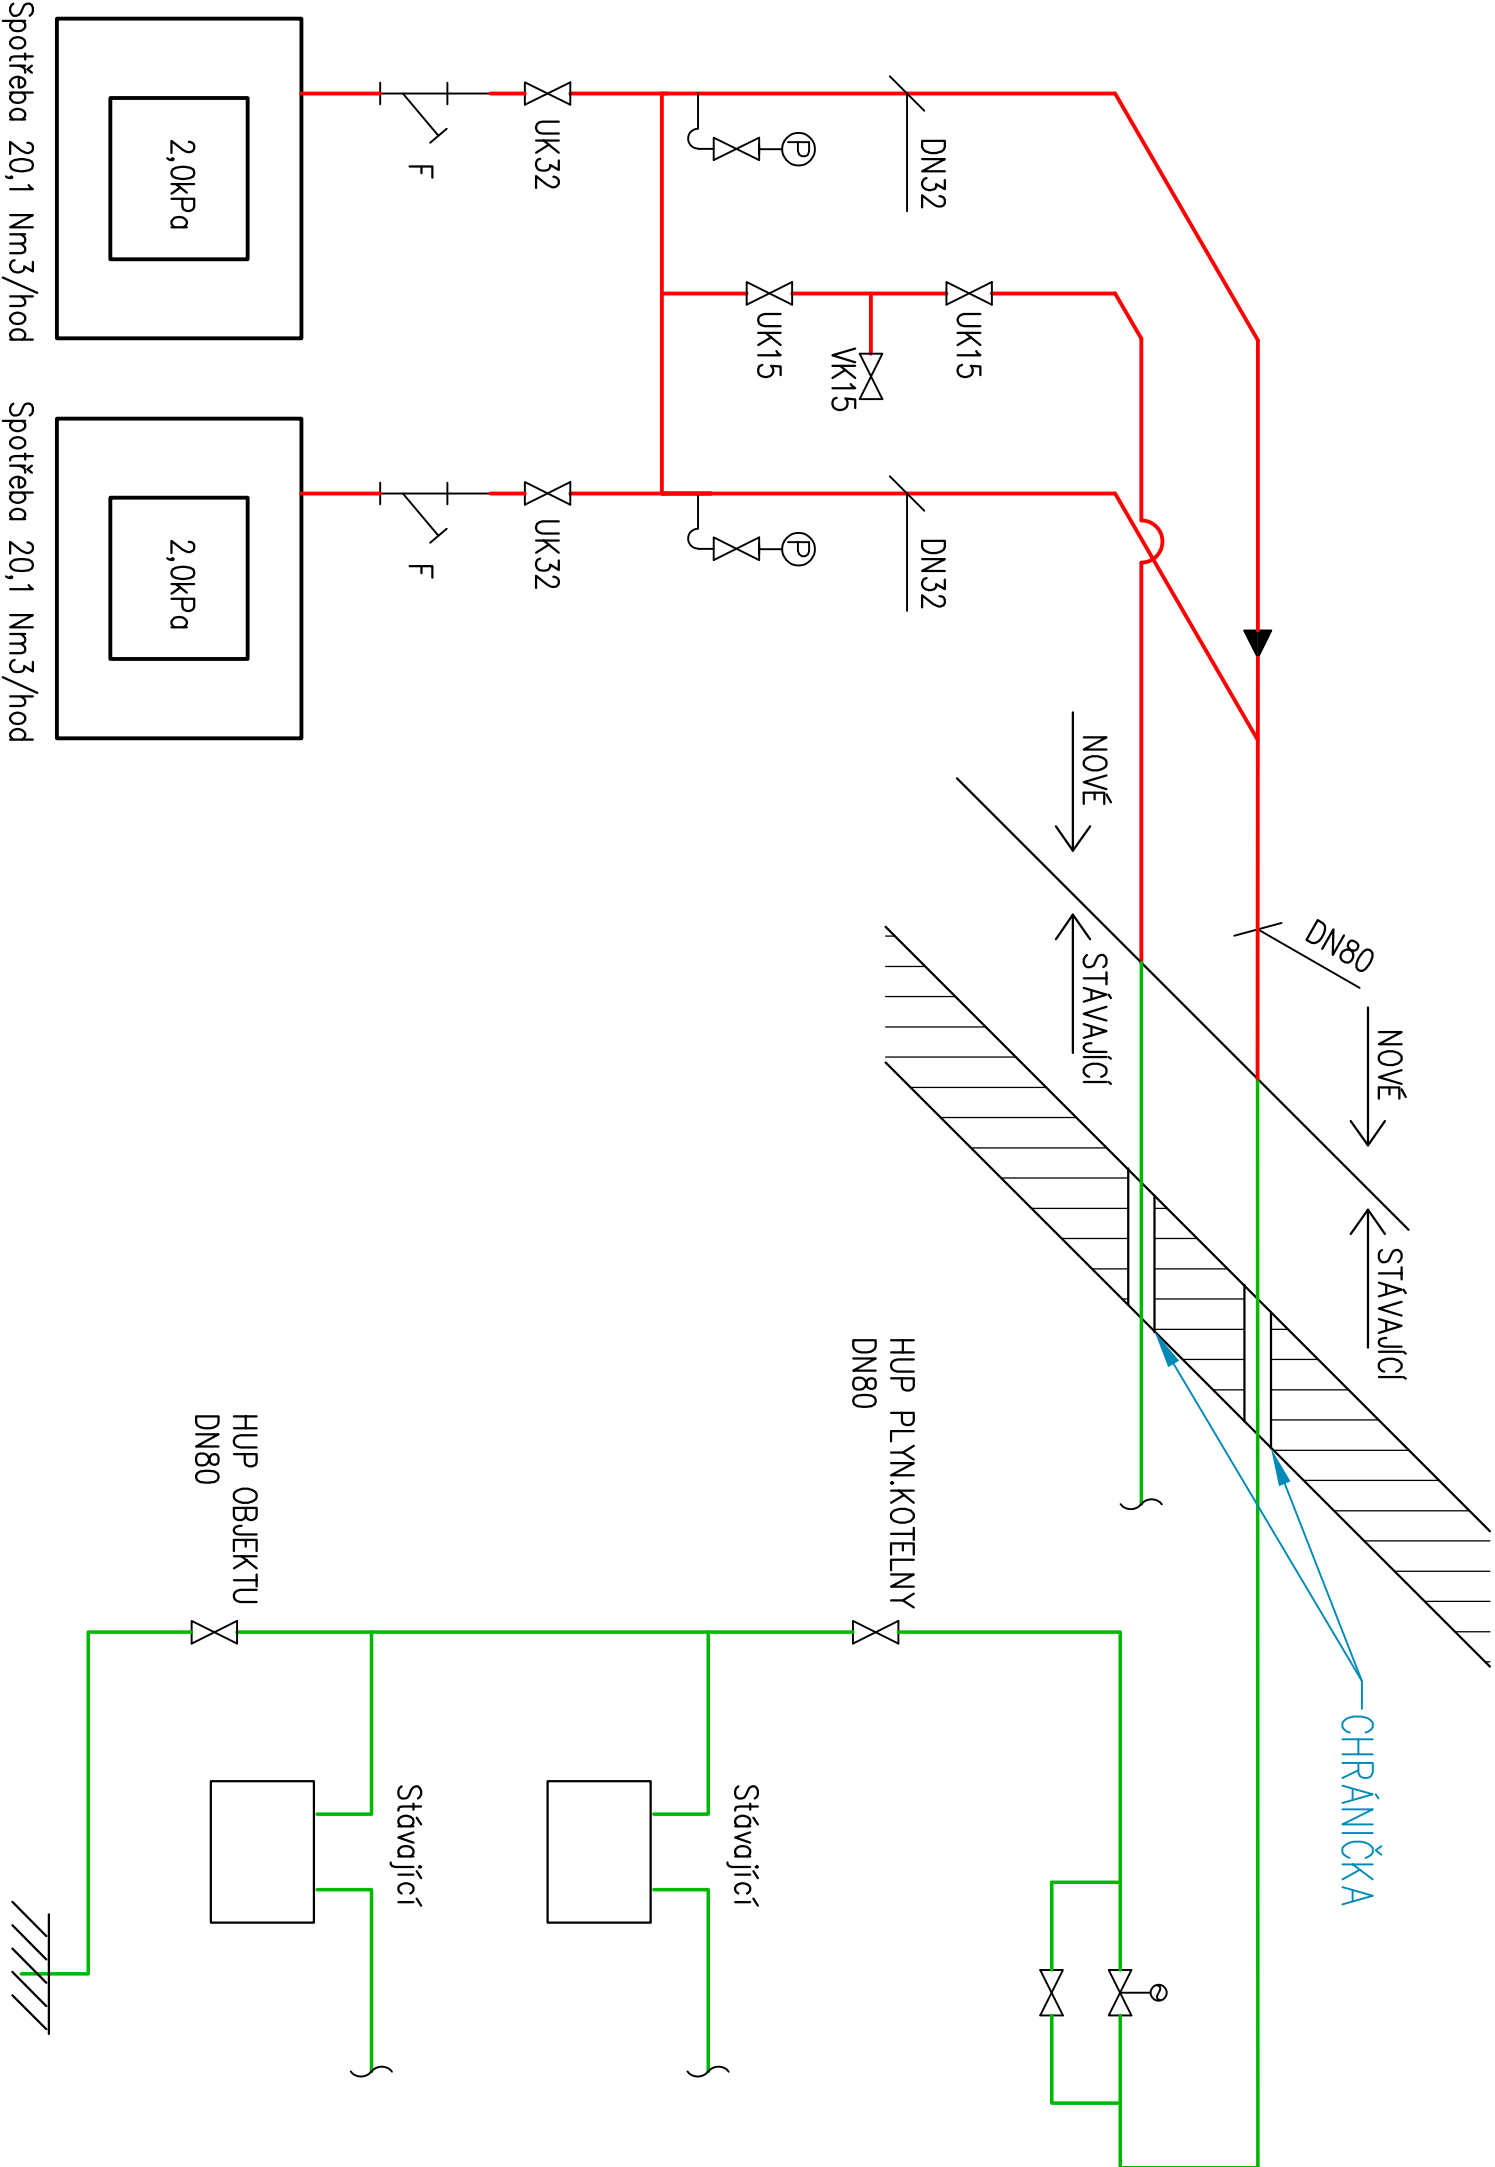 CHRÁNIČKA
NOVÉ
STÁVAJÍCÍ
DN80
NOVÉ
STÁVAJÍCÍ
DN32
DN32
UK15
VK15
UK15
P
P
HUP PLYN.KOTELNY
DN80
Stávající
UK32
UK32
F
F
Stávající
HUP OBJEKTU
DN80
2,0kPa
2,0kPa
Spotřeba 20,1 Nm3/hod
Spotřeba 20,1 Nm3/hod